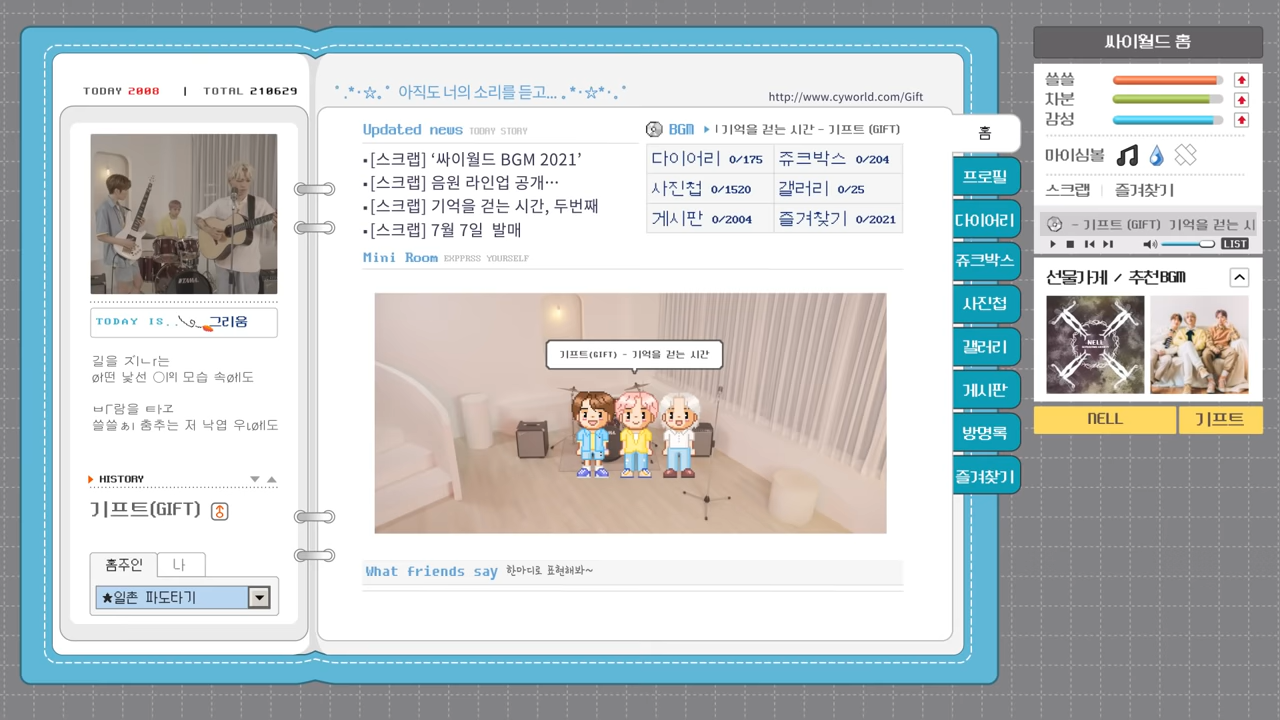 TODAY 2008 | TOTAL 210629
TODAY IS.. 그리움
길을 ㅈㅣㄴㅏ는
어떤 낯선 ○ㅣ의 모습 속에도
ㅂㅏ람을 ㅌㅏ고
쓸쓸ㅎㅣ 춤추는 저 낙엽 위에도
HISTORY
기프트(GIFT)
홈주인 나
★일촌 파도타기
아직도 너의 소리를 듣고...
http://www.cyworld.com/Gift
Updated news TODAY STORY
[스크랩] ‘싸이월드 BGM 2021’
[스크랩] 음원 라인업 공개…
[스크랩] 기억을 걷는 시간, 두번째
[스크랩] 7월 7일 발매
BGM ▶ | 기억을 걷는 시간 - 기프트 (GIFT)
다이어리 0/175 쥬크박스 0/204
사진첩 0/1520 갤러리 0/25
게시판 0/2004 즐겨찾기 0/2021
Mini Room EXPPRSS YOURSELF
기프트(GIFT) - 기억을 걷는 시간
TAMA
What friends say 한마디로 표현해봐~
홈
프로필
다이어리
쥬크박스
사진첩
갤러리
게시판
방명록
즐겨찾기
싸이월드 홈
쓸쓸
차분
감성
마이심볼
스크랩 | 즐겨찾기
- 기프트 (GIFT) 기억을 걷는 시
LIST
선물가게 / 추천BGM
NELL
NELL 기프트